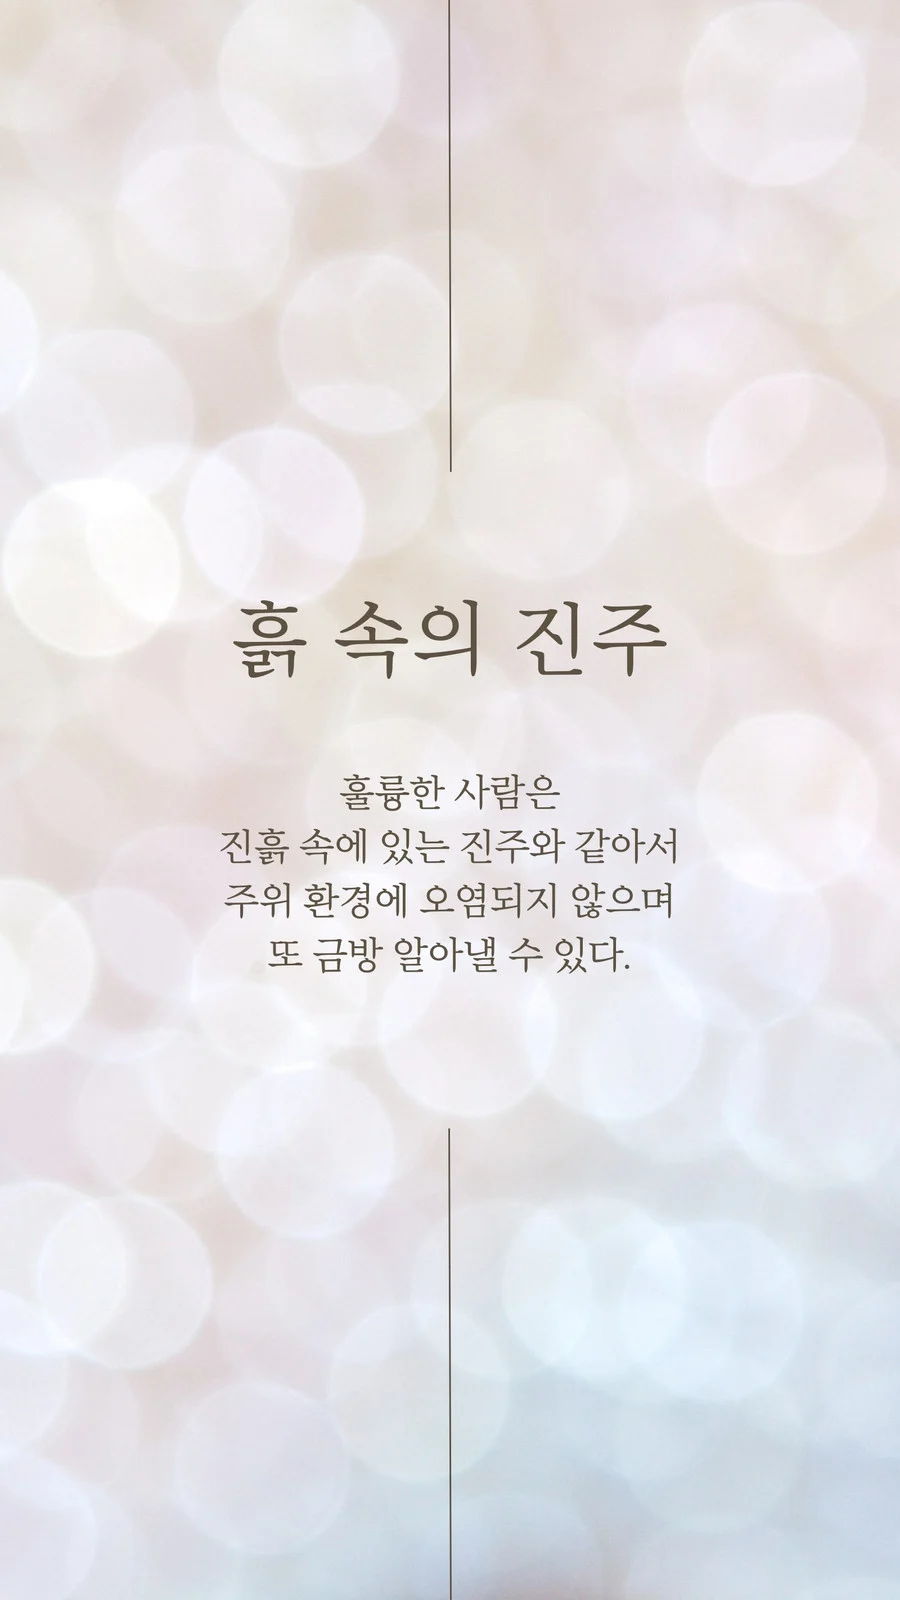 흙 속의 진주
훌륭한 사람은
진흙 속에 있는 진주와 같아서
주위 환경에 오염되지 않으며
또 금방 알아낼 수 있다.